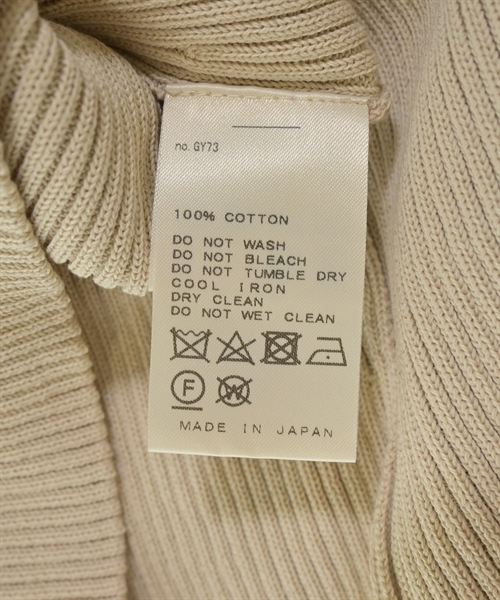 no. GY73
100% COTTON
DO NOT WASH
DO NOT BLEACH
DO NOT TUMBLE DRY
COOL IRON
DRY CLEAN
DO NOT WET CLEAN
F W
MADE IN JAPAN